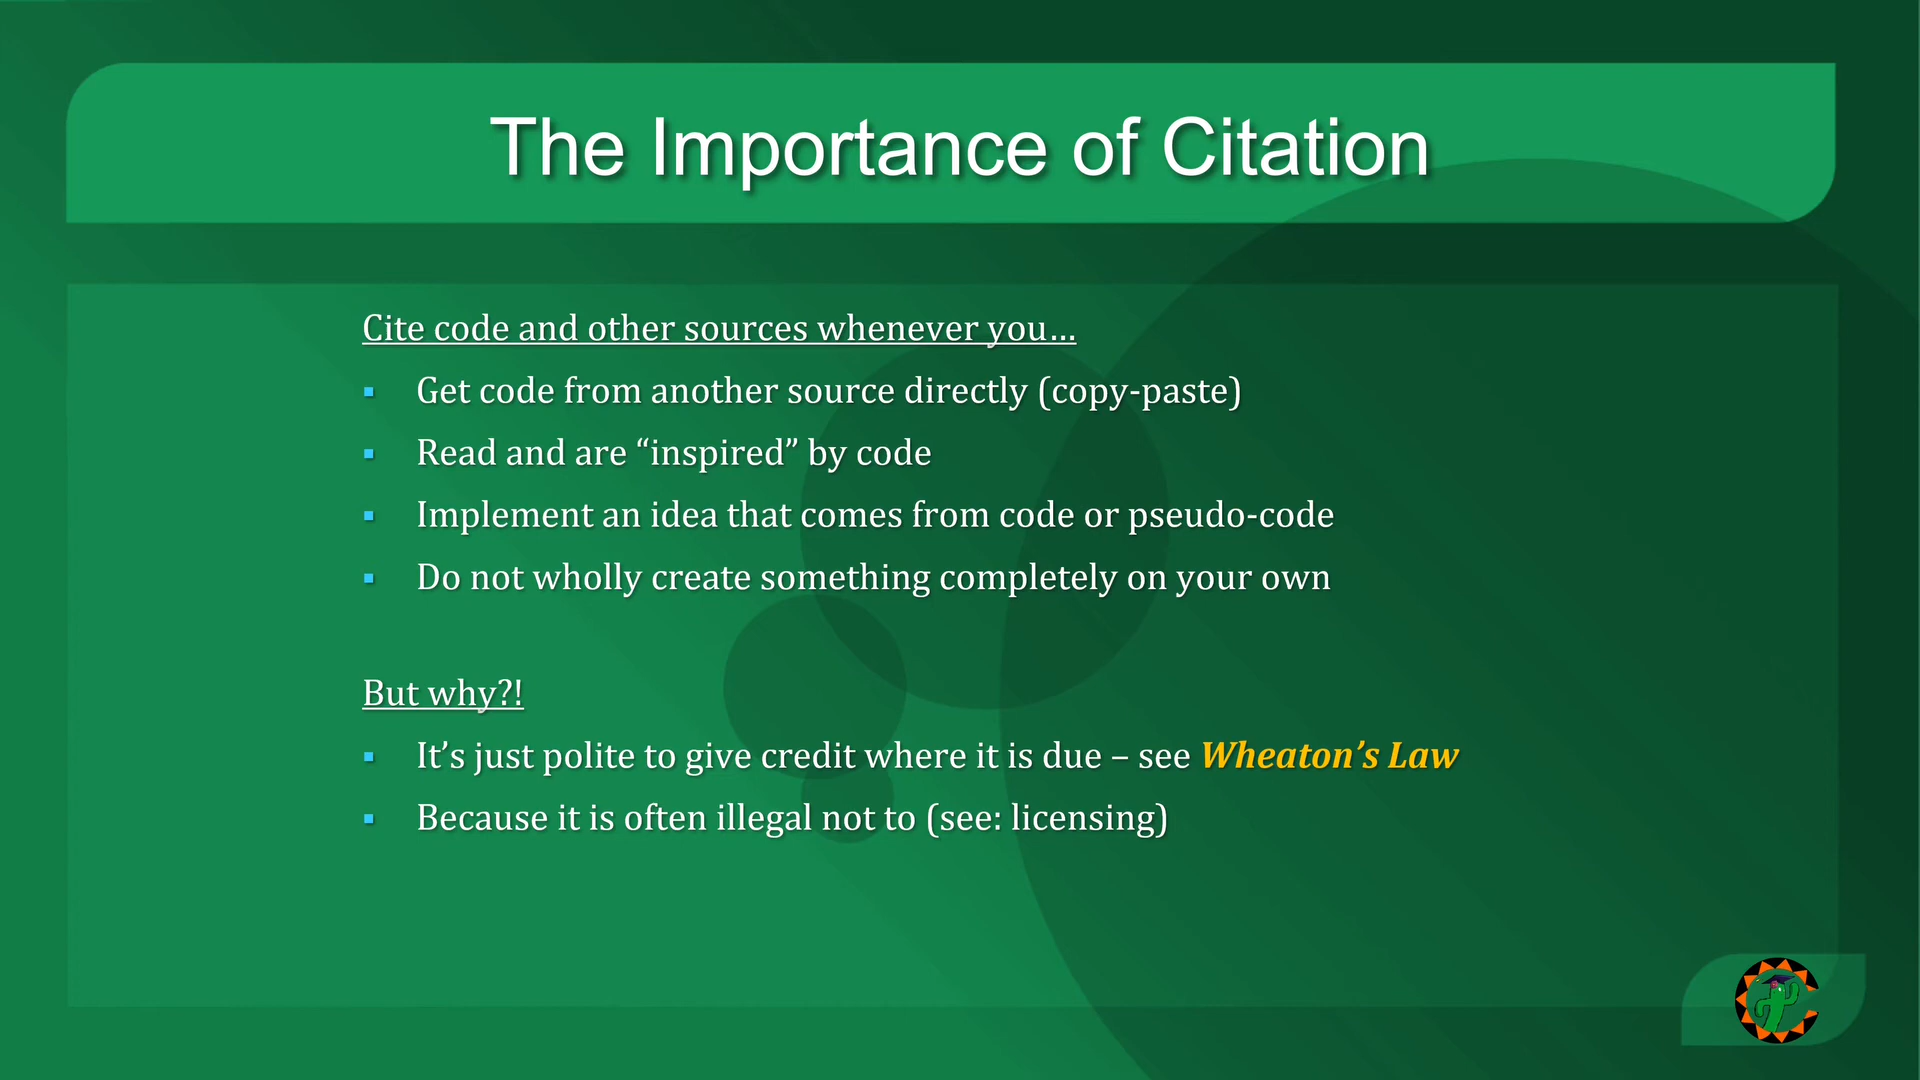 The Importance of Citation
Cite code and other sources whenever you…
▪ Get code from another source directly (copy-paste)
▪ Read and are “inspired” by code
▪ Implement an idea that comes from code or pseudo-code
▪ Do not wholly create something completely on your own
But why?!
▪ It’s just polite to give credit where it is due – see Wheaton’s Law
▪ Because it is often illegal not to (see: licensing)